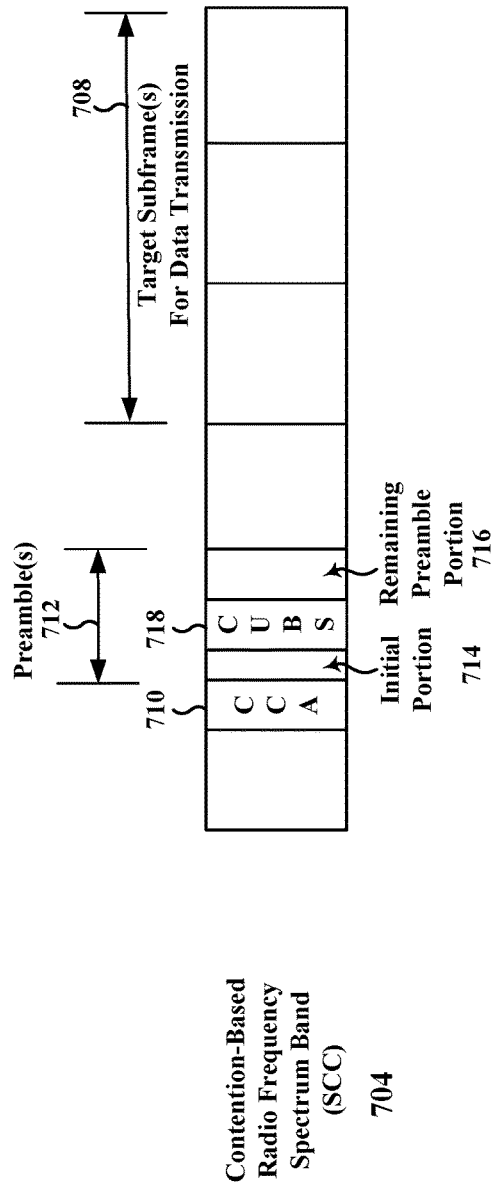 708
Target Subframe(s)
For Data Transmission
Preamble(s)
712
710
718
C
C
A
C
U
B
S
Initial
Portion
714
Remaining
Preamble
Portion
716
Contention-Based
Radio Frequency
Spectrum Band
(SCC)
704